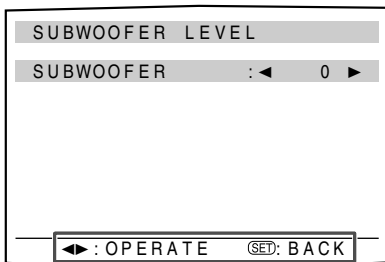 SUBWOOFER LEVEL
SUBWOOFER :◀ 0 ▶
◀▶:OPERATE SET:BACK